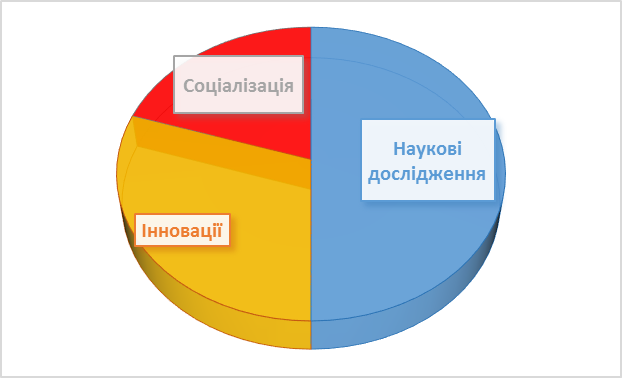 Соціалізація
Наукові
дослідження
Інновації